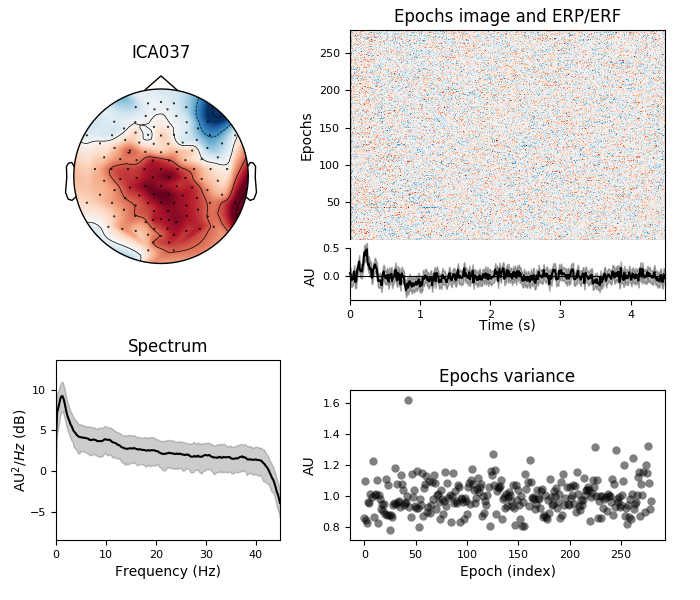 ICA037
Epochs image and ERP/ERF
Epochs
250
200
150
100
50
AU
0.5
0.0
0 1 2 3 4
Time (s)
Spectrum
AU²/Hz (dB)
10
5
0
−5
0 10 20 30 40
Frequency (Hz)
Epochs variance
AU
1.6
1.4
1.2
1.0
0.8
0 50 100 150 200 250
Epoch (index)